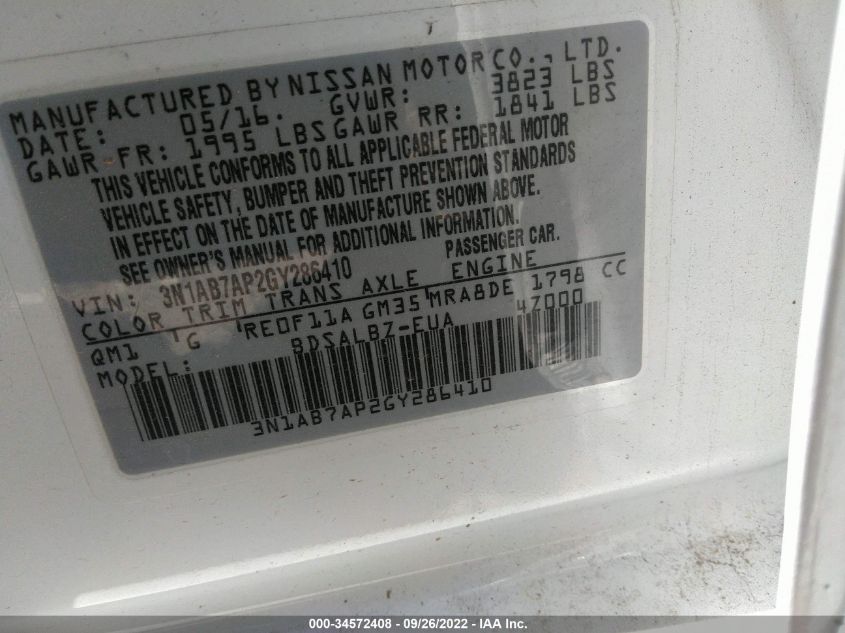 MANUFACTURED BY NISSAN MOTOR CO., LTD.
DATE: 05/16. GVWR: 3823 LBS
GAWR FR: 1995 LBS GAWR RR: 1841 LBS
THIS VEHICLE CONFORMS TO ALL APPLICABLE FEDERAL MOTOR
VEHICLE SAFETY, BUMPER AND THEFT PREVENTION STANDARDS
IN EFFECT ON THE DATE OF MANUFACTURE SHOWN ABOVE.
SEE OWNER'S MANUAL FOR ADDITIONAL INFORMATION.
VIN: 3N1AB7AP2GY286410 PASSENGER CAR.
COLOR TRIM TRANS AXLE ENGINE
QM1 'G 'RE0F11A GM35 'MRA8DE 1798 CC
MODEL: BDSALBZ-EUA 47000
3N1AB7AP2GY286410
000-34572408 - 09/26/2022 - IAA Inc.